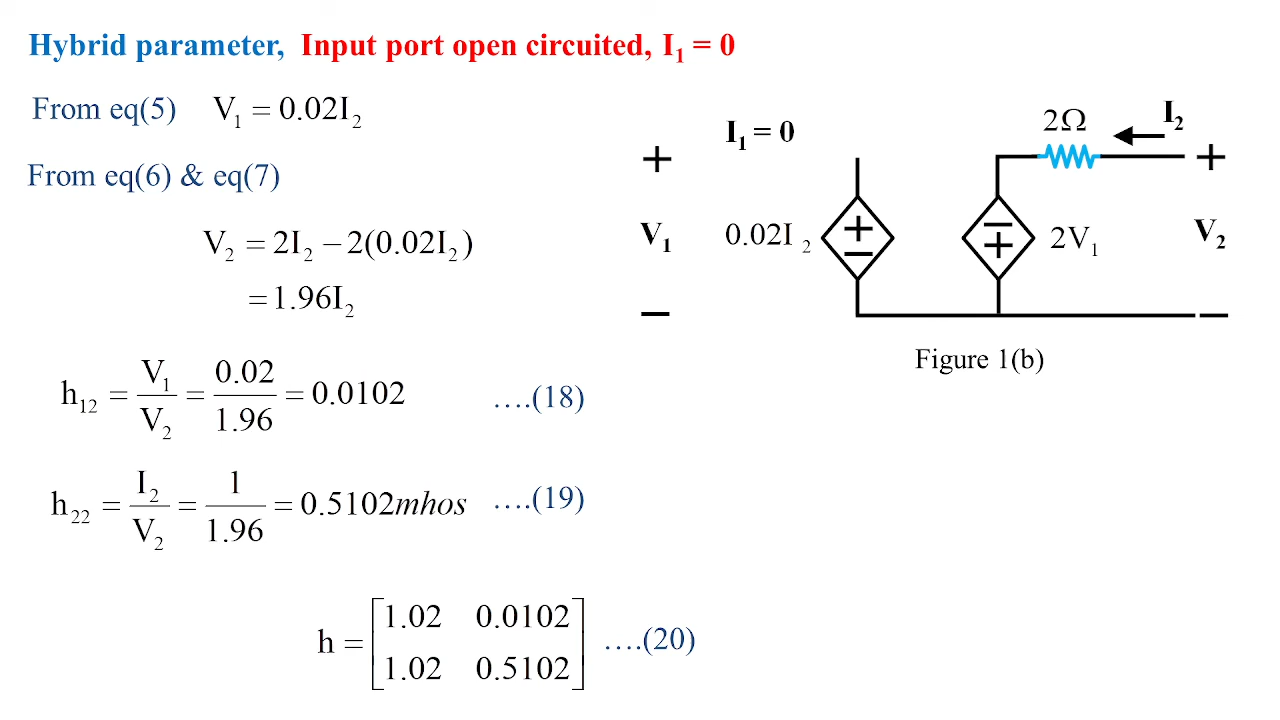 Hybrid parameter, Input port open circuited, I₁ = 0
From eq(5) V₁ = 0.02I₂
From eq(6) & eq(7)
V₂ = 2I₂ − 2(0.02I₂)
= 1.96I₂
h₁₂ = V₁/V₂ = 0.02/1.96 = 0.0102 ....(18)
h₂₂ = I₂/V₂ = 1/1.96 = 0.5102mhos ....(19)
h = [1.02 0.0102
1.02 0.5102] ....(20)
I₁ = 0
2Ω
I₂
+ + 
V₁ 0.02I ₂ + − − + 2V₁ V₂
− −
Figure 1(b)